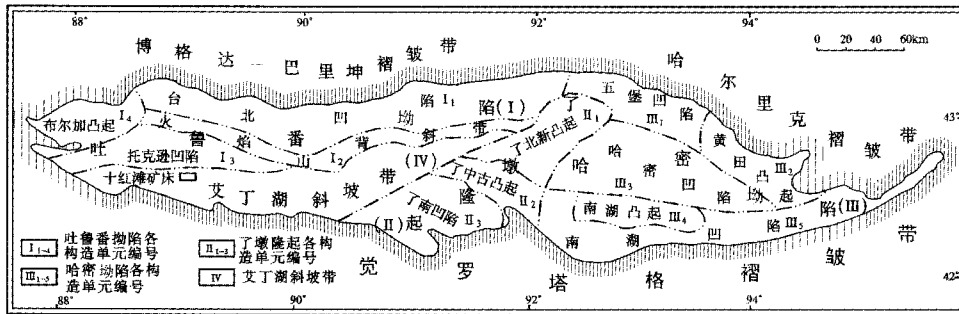 88°
90°
92°
94°
博格达—巴里坤褶皱带
哈尔里克褶皱带
0 20 40 60km
台北凹陷 I₁
吐鲁番坳陷(I)
布尔加凸起
I₄
火焰山背斜带
I₂
托克逊凹陷
I₃
十红滩矿床
艾丁湖斜坡带
(IV)
了墩隆起
(II)
了北新凸起
II₁
了中古凸起
II₂
了南凹陷
II₃
五堡凹陷
III₁
黄田凸
III₂
哈密凹陷
III₃
哈密坳陷(III)
南湖凸起
III₄
南湖凹陷
III₅
觉罗塔格褶皱带
43°
42°
88°
90°
92°
94°
I₁₋₄ 吐鲁番拗陷各构造单元编号
II₁₋₃ 了墩隆起各构造单元编号
III₁₋₅ 哈密坳陷各构造单元编号
IV 艾丁湖斜坡带